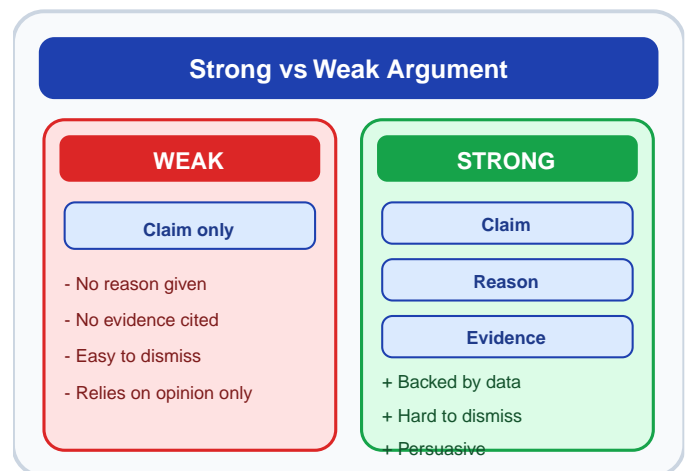 Strong vs Weak Argument
WEAK
Claim only
- No reason given
- No evidence cited
- Easy to dismiss
- Relies on opinion only
STRONG
Claim
Reason
Evidence
+ Backed by data
+ Hard to dismiss
+ Persuasive